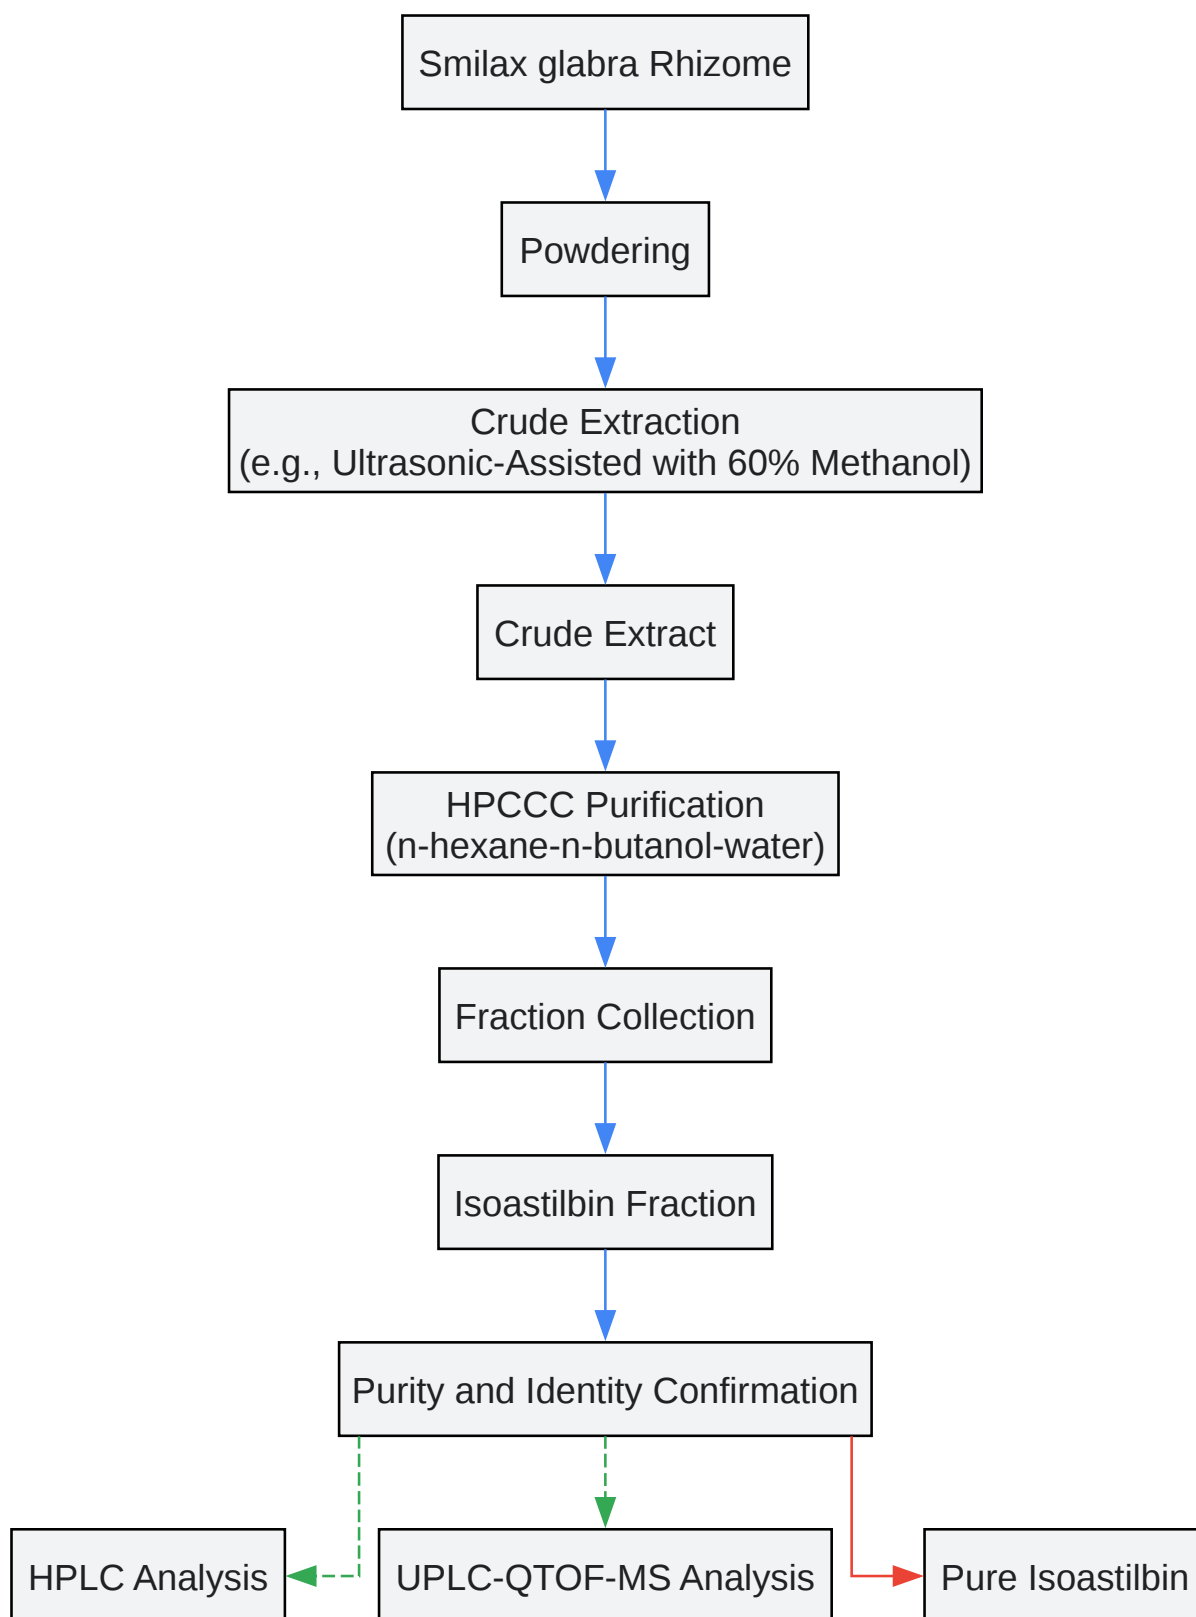 Smilax glabra Rhizome
Powdering
Crude Extraction
(e.g., Ultrasonic-Assisted with 60% Methanol)
Crude Extract
HPCCC Purification
(n-hexane-n-butanol-water)
Fraction Collection
Isoastilbin Fraction
Purity and Identity Confirmation
HPLC Analysis
UPLC-QTOF-MS Analysis
Pure Isoastilbin